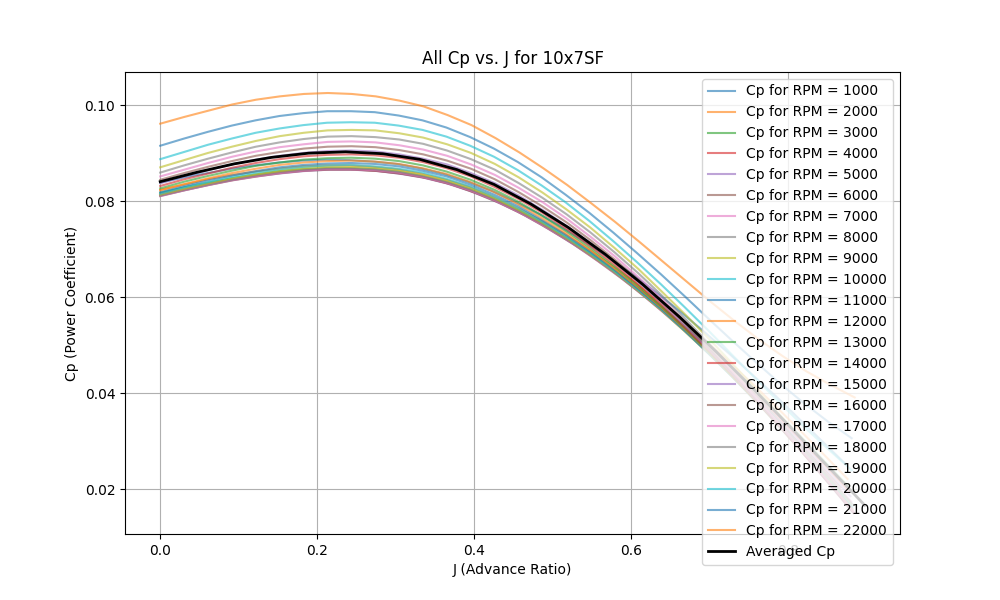 All Cp vs. J for 10x7SF
Cp (Power Coefficient)
0.10
0.08
0.06
0.04
0.02
Cp for RPM = 1000
Cp for RPM = 2000
Cp for RPM = 3000
Cp for RPM = 4000
Cp for RPM = 5000
Cp for RPM = 6000
Cp for RPM = 7000
Cp for RPM = 8000
Cp for RPM = 9000
Cp for RPM = 10000
Cp for RPM = 11000
Cp for RPM = 12000
Cp for RPM = 13000
Cp for RPM = 14000
Cp for RPM = 15000
Cp for RPM = 16000
Cp for RPM = 17000
Cp for RPM = 18000
Cp for RPM = 19000
Cp for RPM = 20000
Cp for RPM = 21000
Cp for RPM = 22000
Averaged Cp
0.0 0.2 0.4 0.6
J (Advance Ratio)